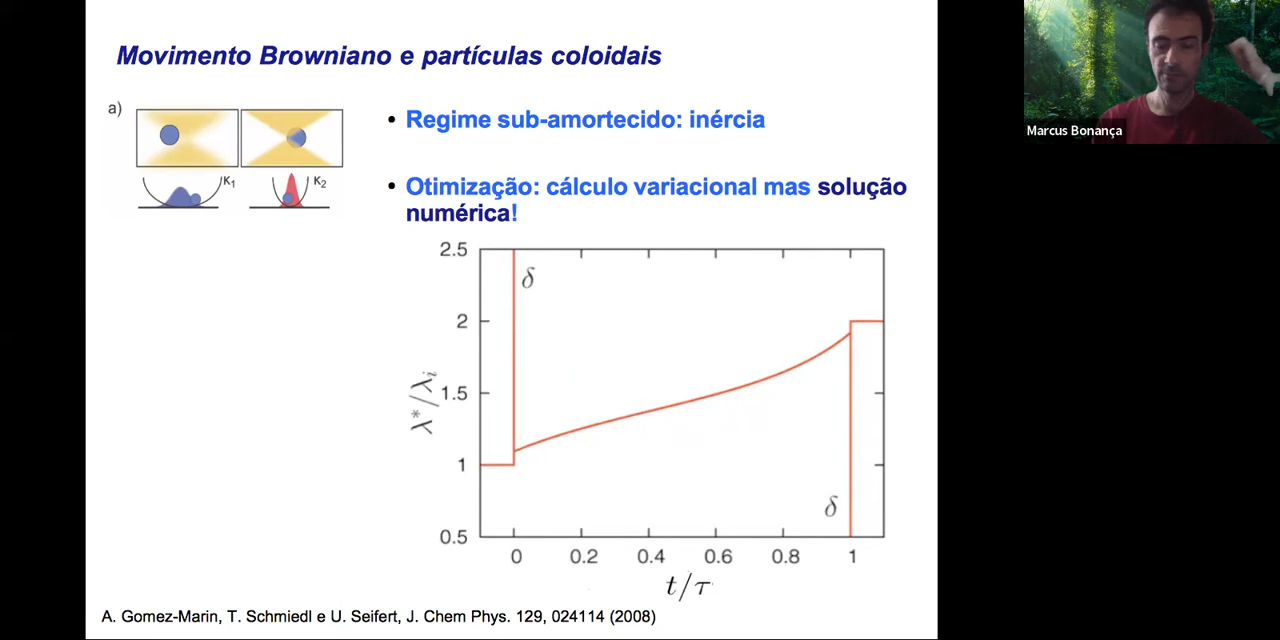 Movimento Browniano e partículas coloidais
a)
K1
K2
• Regime sub-amortecido: inércia
• Otimização: cálculo variacional mas solução
numérica!
2.5
2
1.5
1
0.5
λ*/λi
δ
δ
0 0.2 0.4 0.6 0.8 1
t/τ
A. Gomez-Marin, T. Schmiedl e U. Seifert, J. Chem Phys. 129, 024114 (2008)
Marcus Bonança